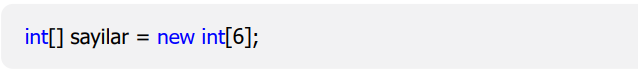 int[] sayilar = new int[6];